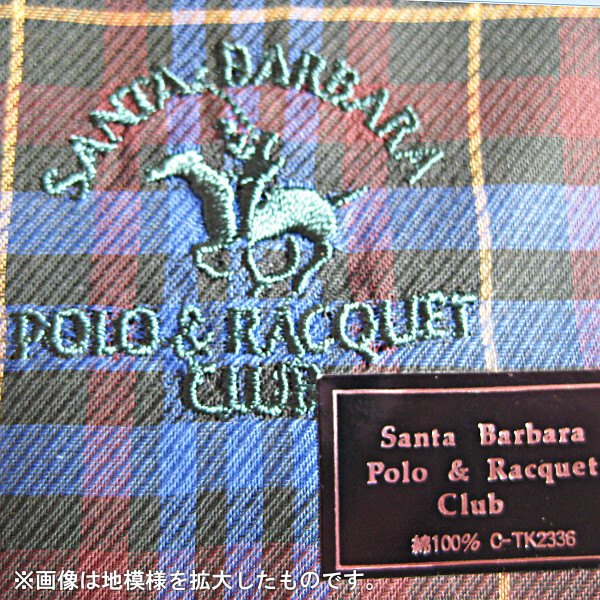 SANTA BARBARA
POLO & RACQUET
CLUB
Santa Barbara
Polo & Racquet
Club
綿100% C-TK2336
※画像は地模様を拡大したものです。